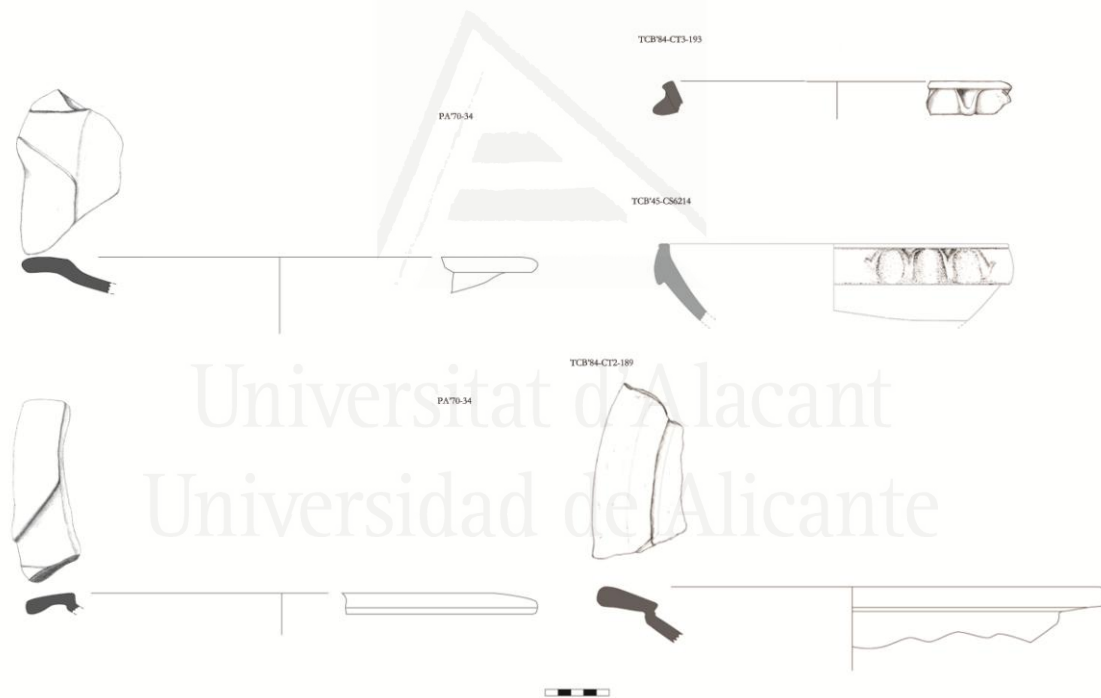 TCB'84-CT3-193
PA'70-34
TCB'45-CS6214
TCB'84-CT2-189
PA'70-34
Universitat d'Alacant
Universidad de Alicante